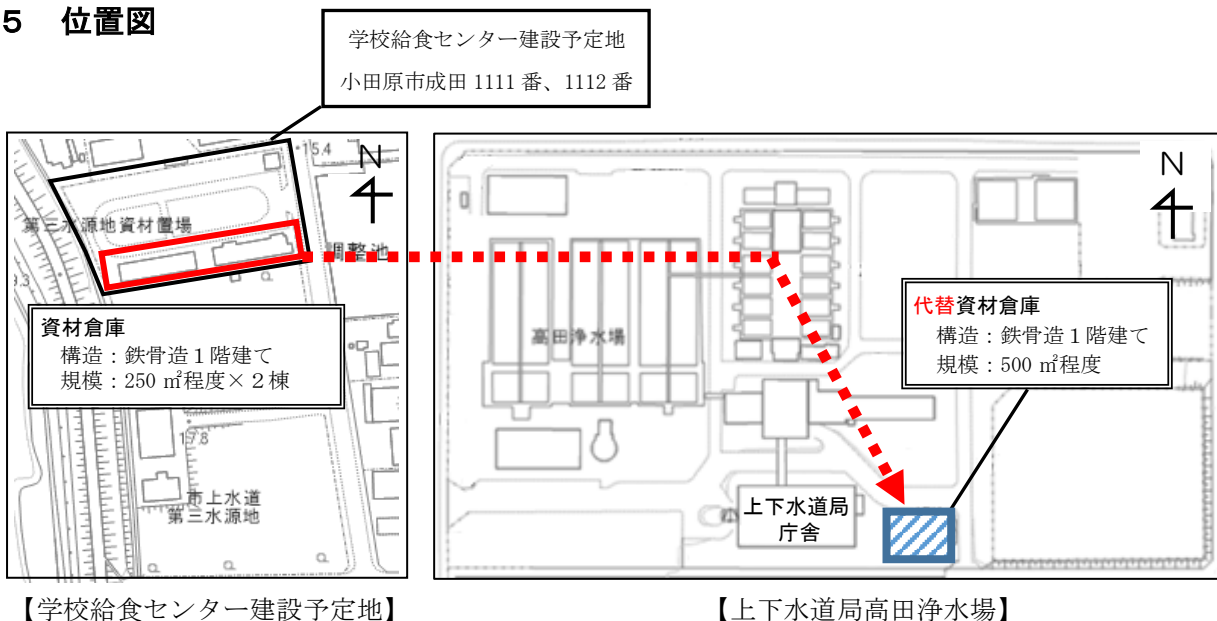 5 位置図
学校給食センター建設予定地
小田原市成田 1111 番、1112 番
15.4
N
第三水源地資材置場
調整池
9.3
資材倉庫
構造：鉄骨造１階建て
規模：250 ㎡程度×２棟
17.8
市上水道
第三水源地
【学校給食センター建設予定地】
N
高田浄水場
代替資材倉庫
構造：鉄骨造１階建て
規模：500 ㎡程度
上下水道局
庁舎
【上下水道局高田浄水場】